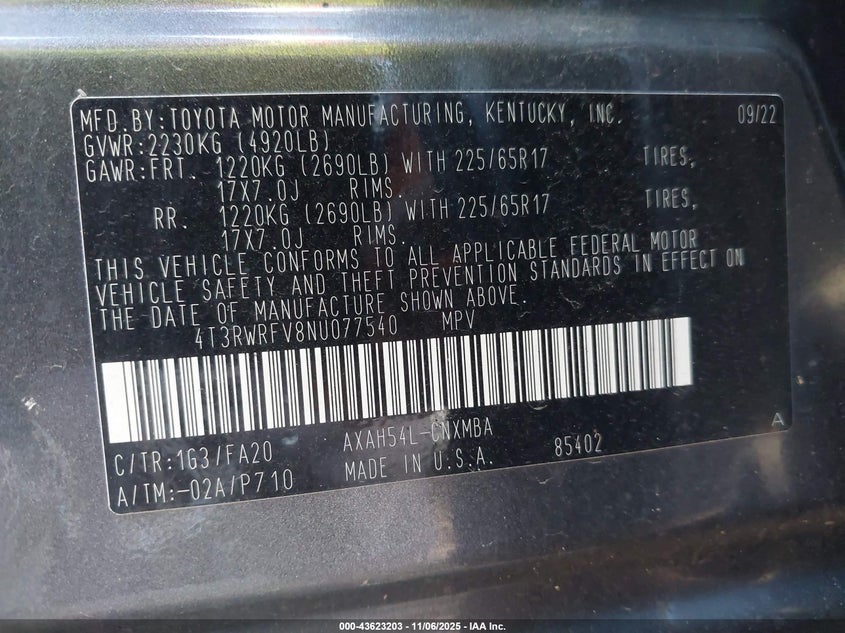 MFD.BY:TOYOTA MOTOR MANUFACTURING, KENTUCKY, INC. 09/22
GVWR:2230KG (4920LB)
GAWR:FRT. 1220KG (2690LB) WITH 225/65R17 TIRES,
17X7.0J RIMS.
RR. 1220KG (2690LB) WITH 225/65R17 TIRES,
17X7.0J RIMS.
THIS VEHICLE CONFORMS TO ALL APPLICABLE FEDERAL MOTOR
VEHICLE SAFETY AND THEFT PREVENTION STANDARDS IN EFFECT ON
THE DATE OF MANUFACTURE SHOWN ABOVE.
4T3RWRFV8NU077540 MPV
C/TR:1G3/FA20 AXAH54L-CNXMBA A
A/TM:-02A/P710 MADE IN U.S.A. 85402
000-43623203 - 11/06/2025 - IAA Inc.